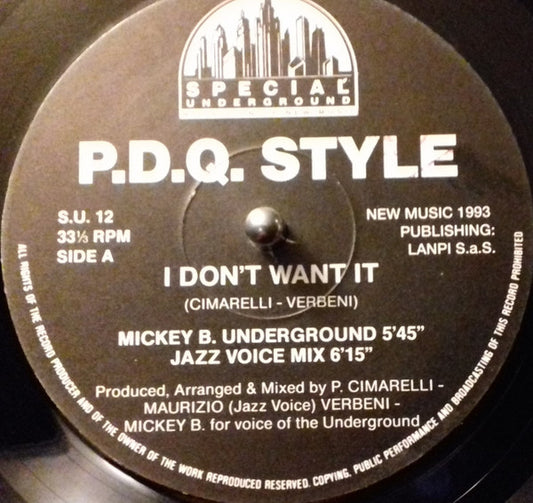 SPECIAL
UNDERGROUND
P.D.Q. STYLE
S.U. 12
33⅓ RPM
SIDE A
NEW MUSIC 1993
PUBLISHING:
LANPI S.a.S.
I DON'T WANT IT
(CIMARELLI - VERBENI)
MICKEY B. UNDERGROUND 5'45"
JAZZ VOICE MIX 6'15"
Produced, Arranged & Mixed by P. CIMARELLI -
MAURIZIO (Jazz Voice) VERBENI -
MICKEY B. for voice of the Underground
ALL RIGHTS OF THE RECORD PRODUCER AND OF THE OWNER OF THE WORK REPRODUCED RESERVED. COPYING, PUBLIC PERFORMANCE AND BROADCASTING OF THIS RECORD PROHIBITED